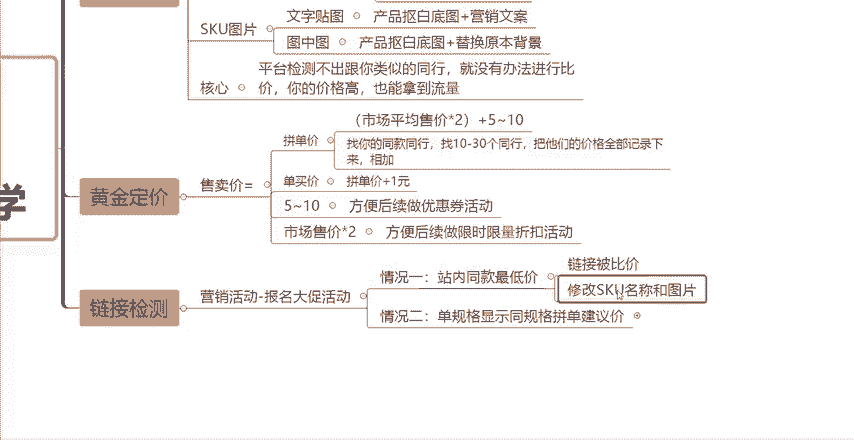 SKU图片
文字贴图
产品抠白底图+营销文案
图中图
产品抠白底图+替换原本背景
核心
平台检测不出跟你类似的同行，就没有办法进行比
价，你的价格高，也能拿到流量
学
黄金定价
售卖价=
拼单价
（市场平均售价*2）+5~10
找你的同款同行，找10-30个同行，把他们的价格全部记录下
来，相加
单买价
拼单价+1元
5~10
方便后续做优惠券活动
市场售价*2
方便后续做限时限量折扣活动
链接检测
营销活动-报名大促活动
情况一：站内同款最低价
链接被比价
修改SKU名称和图片
情况二：单规格显示同规格拼单建议价